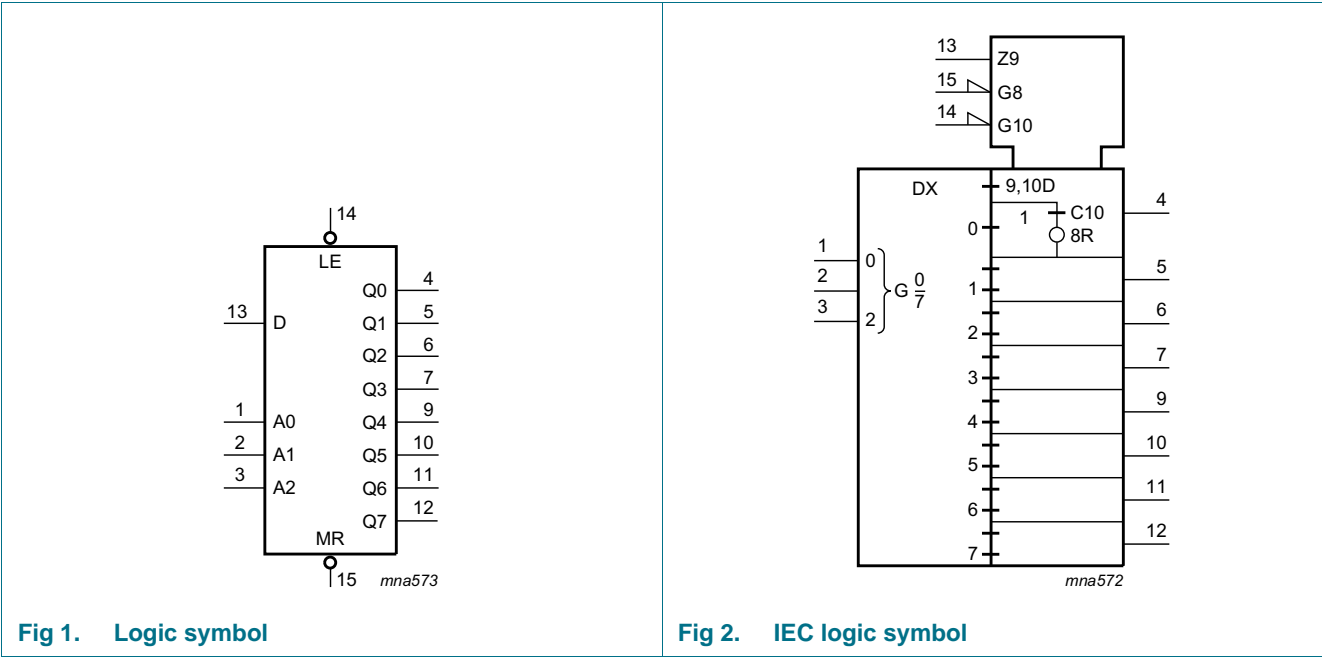 14
LE
Q0 4
13 D Q1 5
Q2 6
Q3 7
1 A0 Q4 9
2 A1 Q5 10
3 A2 Q6 11
Q7 12
MR
15 mna573
Fig 1. Logic symbol
13 Z9
15 G8
14 G10
DX 9,10D
4
1 C10
0 8R
1 0
2 G 0/7
3 2
5
1
6
2
7
3
9
4
10
5
11
6
12
7
mna572
Fig 2. IEC logic symbol